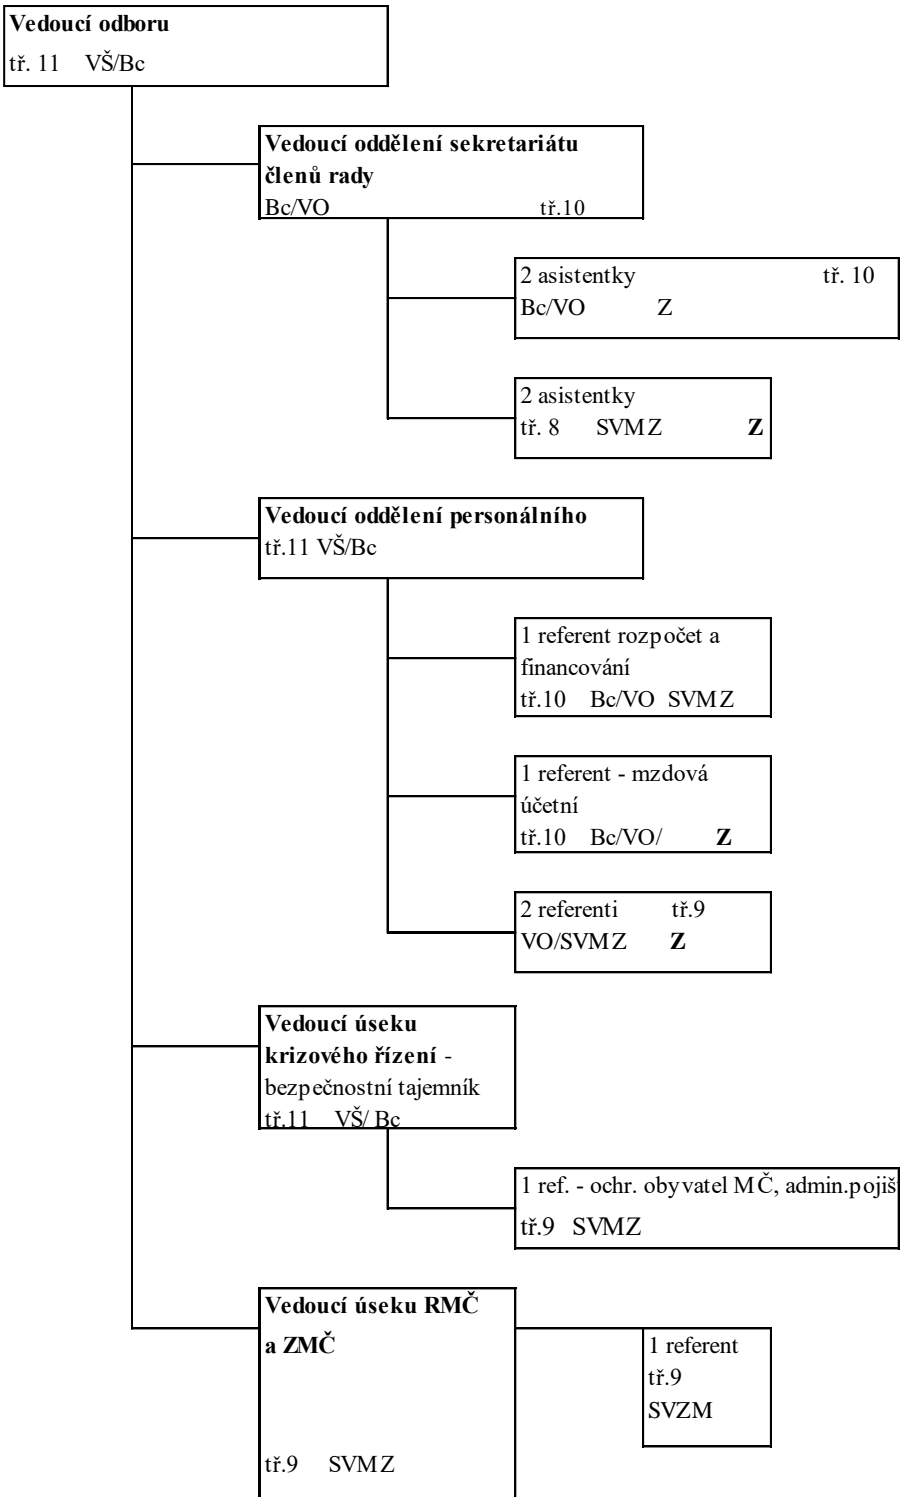 Vedoucí odboru
tř. 11 VŠ/Bc
Vedoucí oddělení sekretariátu
členů rady
Bc/VO tř.10
2 asistentky tř. 10
Bc/VO Z
2 asistentky
tř. 8 SVMZ Z
Vedoucí oddělení personálního
tř.11 VŠ/Bc
1 referent rozpočet a
financování
tř.10 Bc/VO SVMZ
1 referent - mzdová
účetní
tř.10 Bc/VO/ Z
2 referenti tř.9
VO/SVMZ Z
Vedoucí úseku
krizového řízení -
bezpečnostní tajemník
tř.11 VŠ/ Bc
1 ref. - ochr. obyvatel MČ, admin.pojiš
tř.9 SVMZ
Vedoucí úseku RMČ
a ZMČ
tř.9 SVMZ
1 referent
tř.9
SVZM